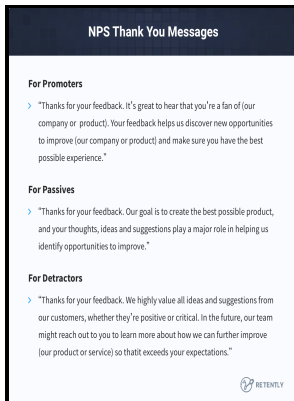 NPS Thank You Messages
For Promoters
> “Thanks for your feedback. It's great to hear that you're a fan of (our
company or product). Your feedback helps us discover new opportunities
to improve (our company or product) and make sure you have the best
possible experience.”
For Passives
> “Thanks for your feedback. Our goal is to create the best possible product,
and your thoughts, ideas and suggestions play a major role in helping us
identify opportunities to improve.”
For Detractors
> “Thanks for your feedback. We highly value all ideas and suggestions from
our customers, whether they're positive or critical. In the future, our team
might reach out to you to learn more about how we can further improve
(our product or service) so thatit exceeds your expectations.”
RETENTLY